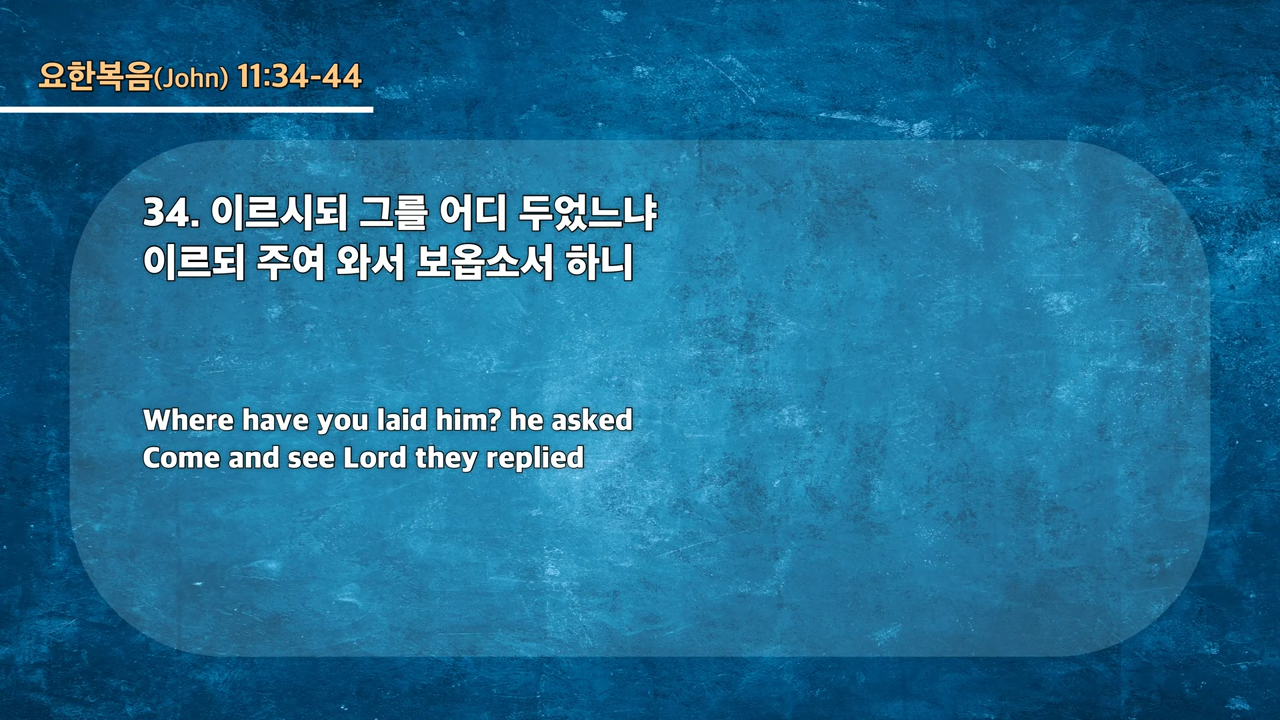 요한복음(John) 11:34-44
34. 이르시되 그를 어디 두었느냐
이르되 주여 와서 보옵소서 하니
Where have you laid him? he asked
Come and see Lord they replied